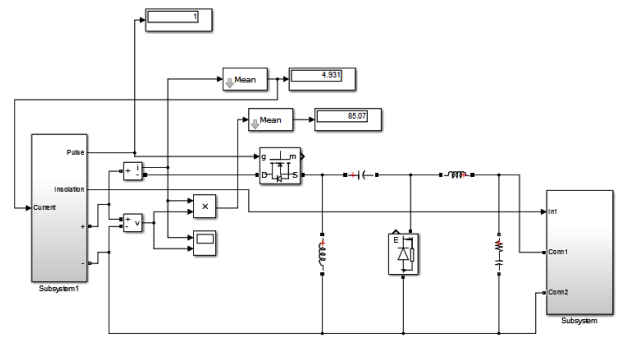 1
Mean
4.931
Mean
85.07
Pulse
g
m
D
S
i
+
-
Insolation
Current
+
-
v
×
+
-
Subsystem1
E
In1
Conn1
Conn2
Subsystem